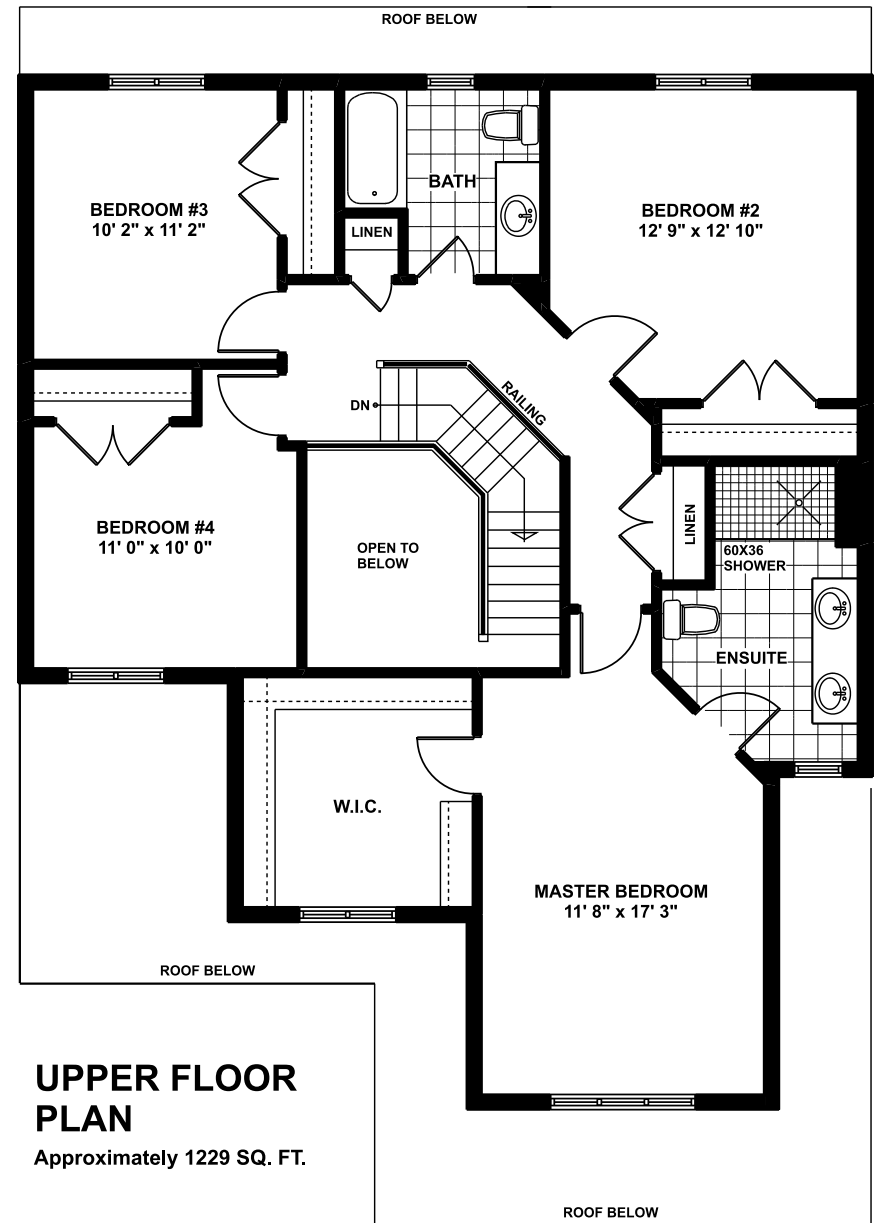 ROOF BELOW
BEDROOM #3
10' 2" x 11' 2"
BATH
LINEN
BEDROOM #2
12' 9" x 12' 10"
DN
RAILING
BEDROOM #4
11' 0" x 10' 0"
OPEN TO
BELOW
LINEN
60X36
SHOWER
ENSUITE
W.I.C.
MASTER BEDROOM
11' 8" x 17' 3"
ROOF BELOW
UPPER FLOOR
PLAN
Approximately 1229 SQ. FT.
ROOF BELOW